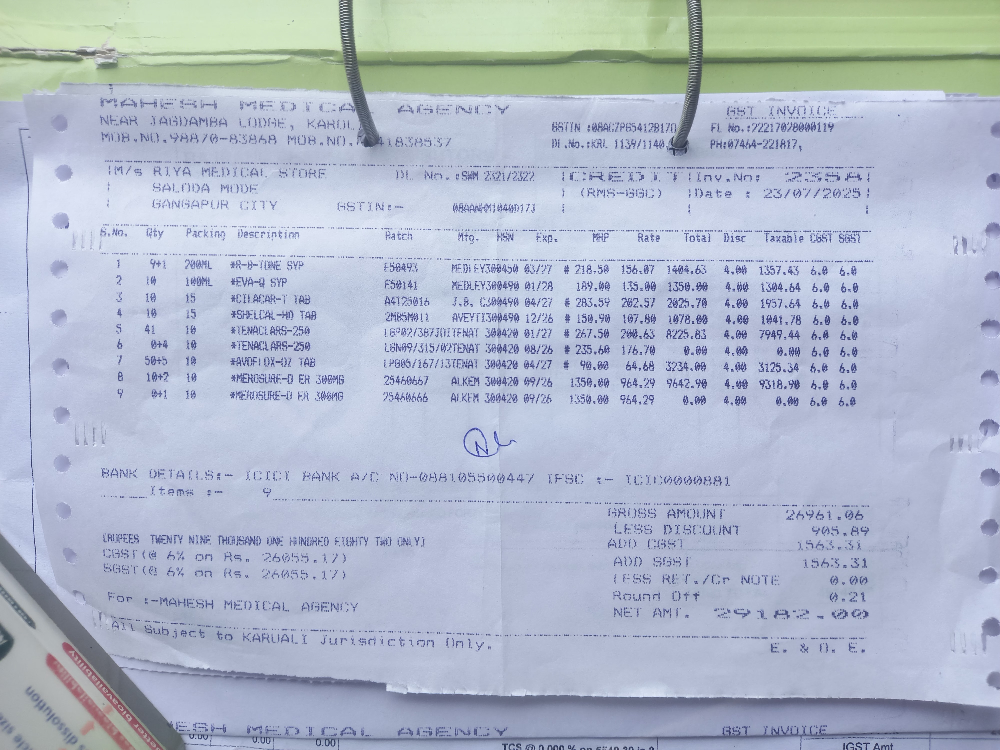 MAHESH MEDICAL AGENCY GST INVOICE
NEAR JAGDAMBA LODGE, KAROL GSTIN :08AC7PG5412B1ZO FL No.:22217028000119
MOB.NO.98870-83868 MOB.NO. 41838537 Dl.No.:KRL 1139/1140, PH:07464-221817,
M/s RIYA MEDICAL STORE DL No.:SWM 2321/2322 CREDIT Inv.No: 2358
SALODA MODE (RMS-GGC) Date : 23/07/2025
GANGAPUR CITY GSTIN:-
S.No. Qty Packing Description Batch Mfg. HSN Exp. MRP Rate Total Disc Taxable CGST SGST
1 9+1 200ML *R-B-TONE SYP E50493 MEDLEY300450 03/27 # 218.50 156.07 1404.63 4.00 1357.43 6.0 6.0
2 10 100ML *EVA-Q SYP F50141 MEDLEY300490 01/28 189.00 135.00 1350.00 4.00 1304.64 6.0 6.0
3 10 15 *CILACAR-T TAB A4125016 J.B. C300490 04/27 # 283.59 202.57 2025.70 4.00 1957.64 6.0 6.0
4 10 15 *SHELCAL-HD TAB 2MB5M011 AVEYTI300490 12/26 # 150.90 107.80 1078.00 4.00 1041.78 6.0 6.0
5 41 10 *TENACLARS-250 300420 01/27 # 267.50 200.63 8225.83 4.00 7949.44 6.0 6.0
6 0+4 10 *TENACLARS-250 300420 08/26 # 235.60 176.70 0.00 4.00 0.00 6.0 6.0
7 50+5 10 *AVOFLOX-OZ TAB 300420 04/27 # 90.00 64.68 3234.00 4.00 3125.34 6.0 6.0
8 10+2 10 *MEROSURE-O ER 300MG 25460667 ALKEM 300420 09/26 1350.00 964.29 9642.90 4.00 9318.90 6.0 6.0
9 0+1 10 *MEROSURE-O ER 300MG 25460666 ALKEM 300420 09/26 1350.00 964.29 0.00 4.00 0.00 6.0 6.0
BANK DETAILS:- ICICI BANK A/C NO-088105500447 IFSC :- ICIC0000881
Items :- 9
GROSS AMOUNT 26961.06
LESS DISCOUNT 905.89
(RUPEES TWENTY NINE THOUSAND ONE HUNDRED EIGHTY TWO ONLY) ADD CGST 1563.31
CGST(@ 6% on Rs. 26055.17) ADD SGST 1563.31
SGST(@ 6% on Rs. 26055.17) LESS RET./Cr NOTE 0.00
Round Off 0.21
For :-MAHESH MEDICAL AGENCY NET AMT. 29182.00
All Subject to KARUALI Jurisdiction Only. E. & O. E.
ESH MEDICAL AGENCY GST INVOICE
0.00 0.00 0.00 IGST Amt